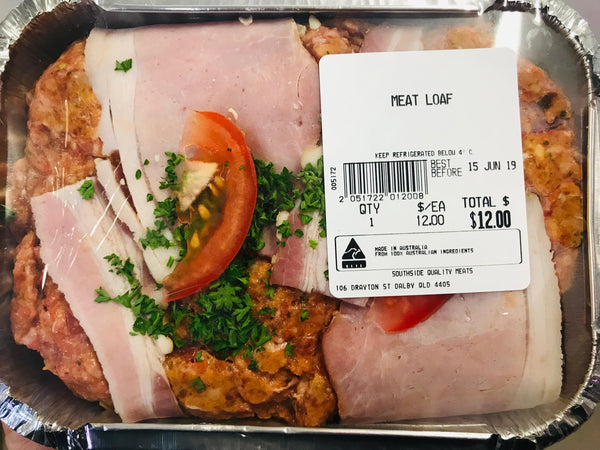 MEAT LOAF
KEEP REFRIGERATED BELOW 4° C
005172
2 051722 012008
BEST BEFORE 15 JUN 19
QTY $/EA TOTAL $
1 12.00 $12.00
MADE IN AUSTRALIA
FROM 100% AUSTRALIAN INGREDIENTS
SOUTHSIDE QUALITY MEATS
106 DRAYTON ST DALBY QLD 4405